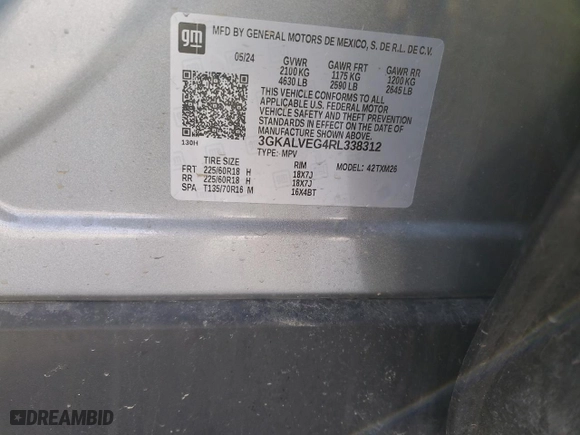 gm
MFD BY GENERAL MOTORS DE MEXICO, S. DE R.L. DE C.V.
05/24 GVWR GAWR FRT GAWR RR
2100 KG 1175 KG 1200 KG
4630 LB 2590 LB 2645 LB
THIS VEHICLE CONFORMS TO ALL
APPLICABLE U.S. FEDERAL MOTOR
VEHICLE SAFETY AND THEFT PREVENTION
STANDARDS IN EFFECT ON THE DATE OF
MANUFACTURE SHOWN ABOVE.
130H 3GKALVEG4RL338312
TYPE: MPV MODEL: 42TXM26
TIRE SIZE RIM
FRT 225/60R18 H 18X7J
RR 225/60R18 H 18X7J
SPA T135/70R16 M 16X4BT
DREAMBID